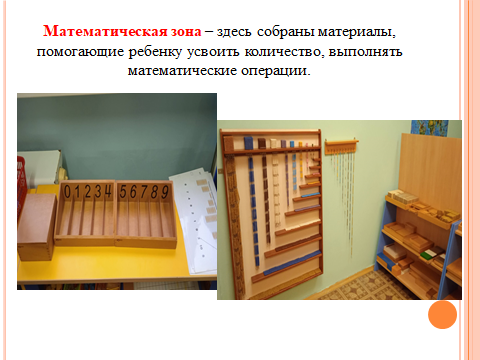 Математическая зона – здесь собраны материалы,
помогающие ребенку усвоить количество, выполнять
математические операции.
0 1 2 3 4 5 6 7 8 9